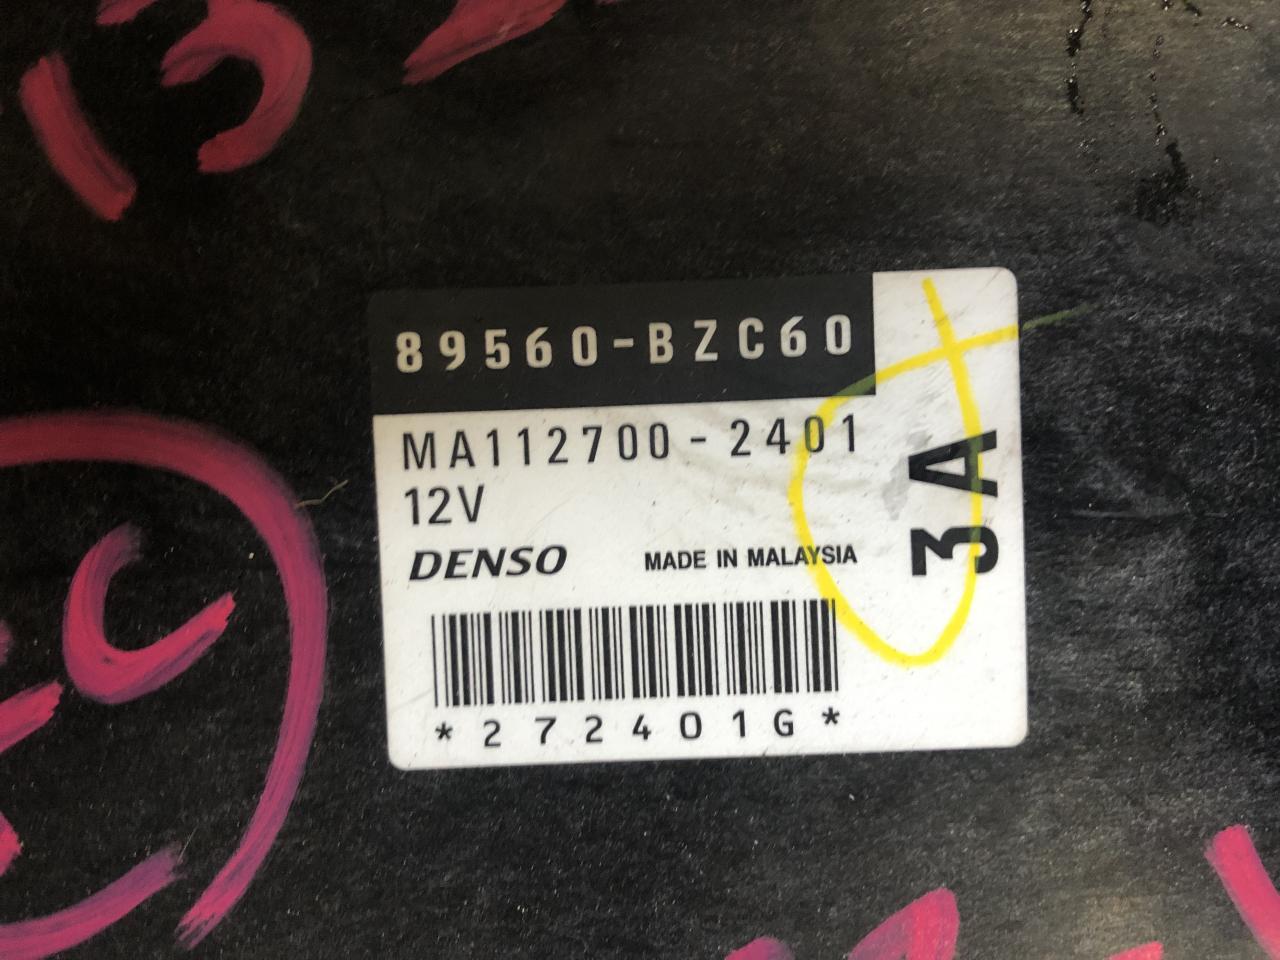 89560-BZC60
MA112700-2401
12V
DENSO MADE IN MALAYSIA
*272401G*
3A